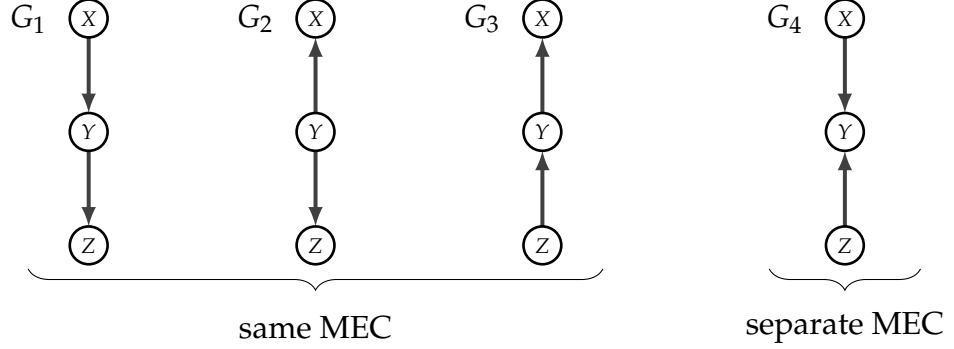 G1 X G2 X G3 X G4 X
Y Y Y Y
Z Z Z Z
same MEC separate MEC